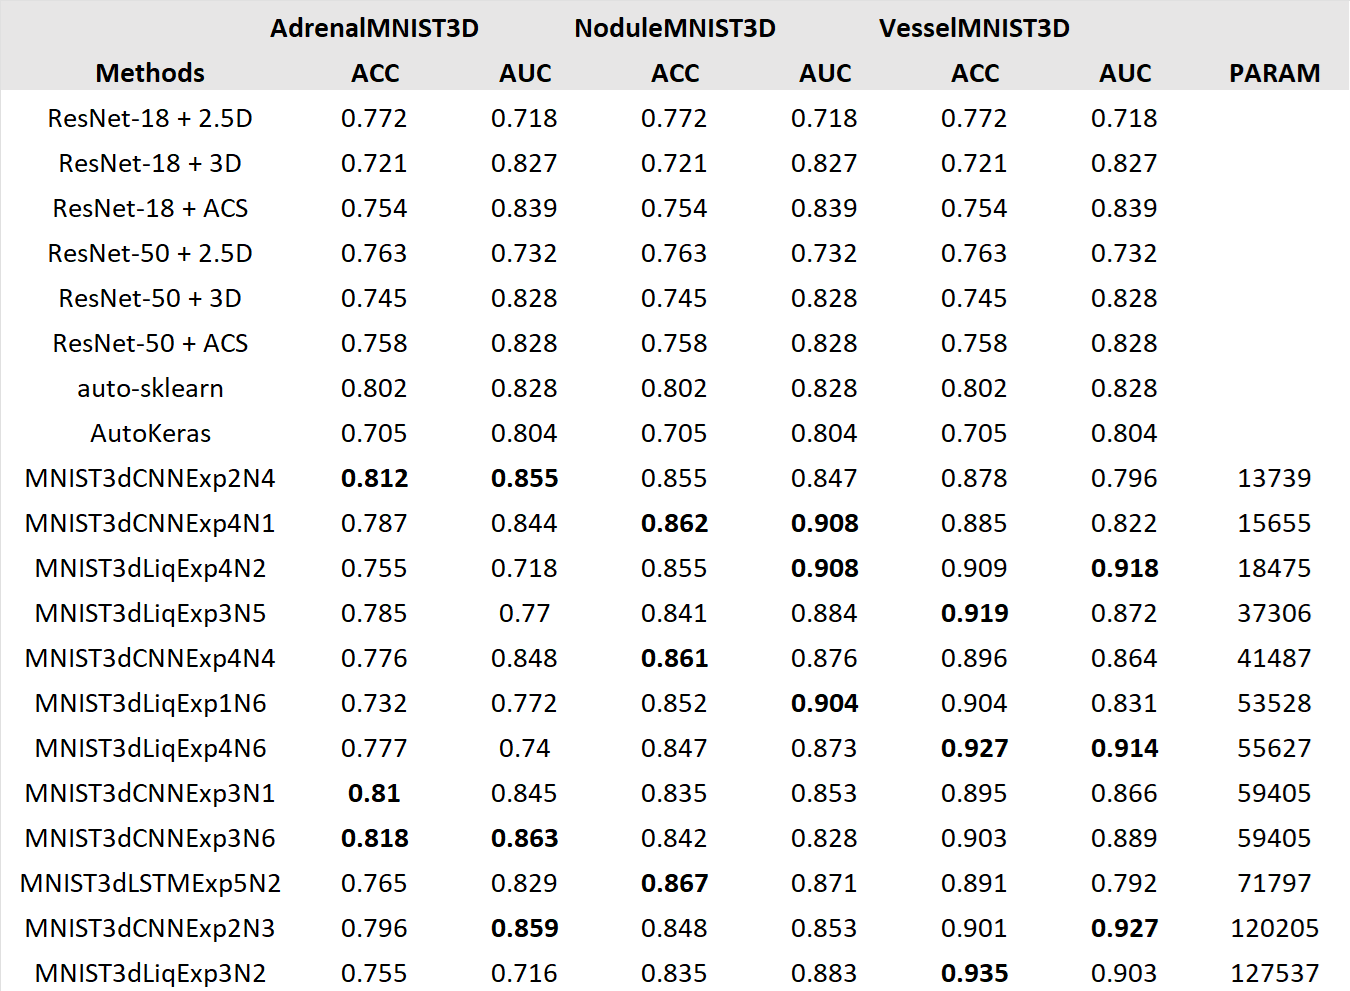 AdrenalMNIST3D NoduleMNIST3D VesselMNIST3D
Methods ACC AUC ACC AUC ACC AUC PARAM
ResNet-18 + 2.5D 0.772 0.718 0.772 0.718 0.772 0.718
ResNet-18 + 3D 0.721 0.827 0.721 0.827 0.721 0.827
ResNet-18 + ACS 0.754 0.839 0.754 0.839 0.754 0.839
ResNet-50 + 2.5D 0.763 0.732 0.763 0.732 0.763 0.732
ResNet-50 + 3D 0.745 0.828 0.745 0.828 0.745 0.828
ResNet-50 + ACS 0.758 0.828 0.758 0.828 0.758 0.828
auto-sklearn 0.802 0.828 0.802 0.828 0.802 0.828
AutoKeras 0.705 0.804 0.705 0.804 0.705 0.804
MNIST3dCNNExp2N4 0.812 0.855 0.855 0.847 0.878 0.796 13739
MNIST3dCNNExp4N1 0.787 0.844 0.862 0.908 0.885 0.822 15655
MNIST3dLiqExp4N2 0.755 0.718 0.855 0.908 0.909 0.918 18475
MNIST3dLiqExp3N5 0.785 0.77 0.841 0.884 0.919 0.872 37306
MNIST3dCNNExp4N4 0.776 0.848 0.861 0.876 0.896 0.864 41487
MNIST3dLiqExp1N6 0.732 0.772 0.852 0.904 0.904 0.831 53528
MNIST3dLiqExp4N6 0.777 0.74 0.847 0.873 0.927 0.914 55627
MNIST3dCNNExp3N1 0.81 0.845 0.835 0.853 0.895 0.866 59405
MNIST3dCNNExp3N6 0.818 0.863 0.842 0.828 0.903 0.889 59405
MNIST3dLSTMExp5N2 0.765 0.829 0.867 0.871 0.891 0.792 71797
MNIST3dCNNExp2N3 0.796 0.859 0.848 0.853 0.901 0.927 120205
MNIST3dLiqExp3N2 0.755 0.716 0.835 0.883 0.935 0.903 127537